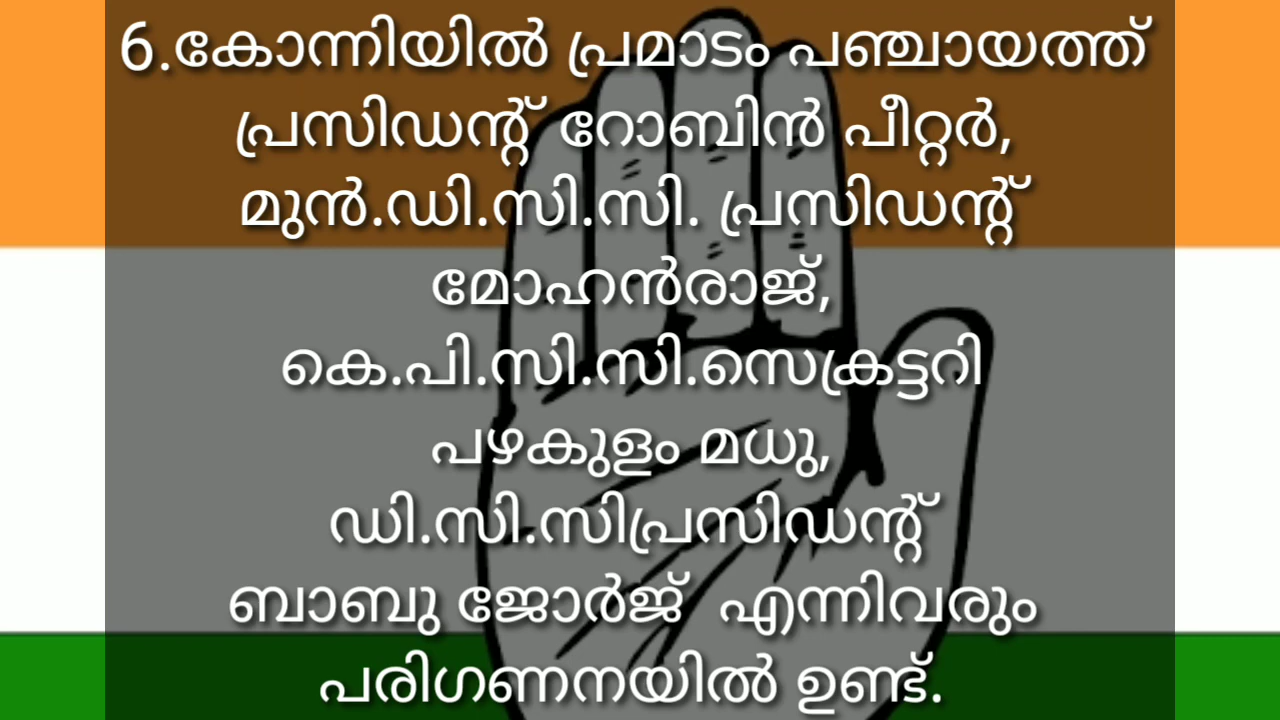 6.കോന്നിയിൽ പ്രമാടം പഞ്ചായത്ത്
പ്രസിഡന്റ് റോബിൻ പീറ്റർ,
മുൻ.ഡി.സി.സി. പ്രസിഡന്റ്
മോഹൻരാജ്,
കെ.പി.സി.സി.സെക്രട്ടറി
പഴകുളം മധു,
ഡി.സി.സിപ്രസിഡന്റ്
ബാബു ജോർജ് എന്നിവരും
പരിഗണനയിൽ ഉണ്ട്.